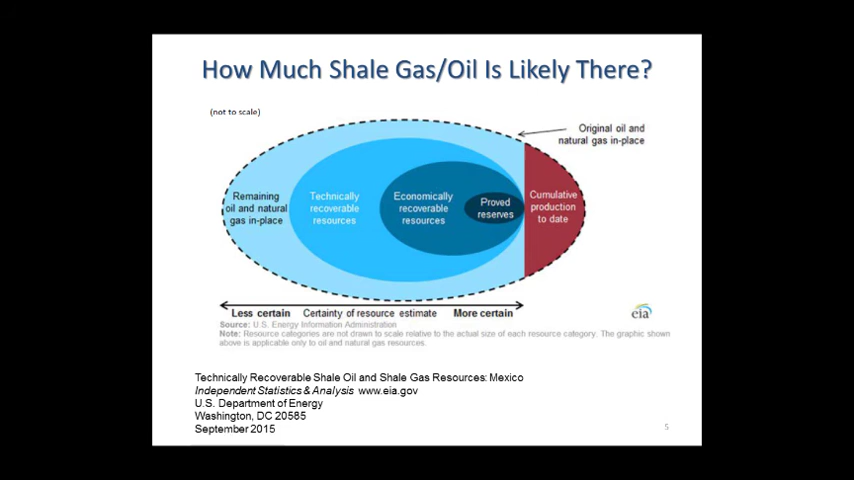 How Much Shale Gas/Oil Is Likely There?
(not to scale)
Original oil and
natural gas in-place
Remaining
oil and natural
gas in-place
Technically
recoverable
resources
Economically
recoverable
resources
Proved
reserves
Cumulative
production
to date
Less certain
Certainty of resource estimate
More certain
eia
Source: U.S. Energy Information Administration
Note: Resource categories are not drawn to scale relative to the actual size of each resource category. The graphic shown
above is applicable only to oil and natural gas resources.
Technically Recoverable Shale Oil and Shale Gas Resources: Mexico
Independent Statistics & Analysis www.eia.gov
U.S. Department of Energy
Washington, DC 20585
September 2015
5